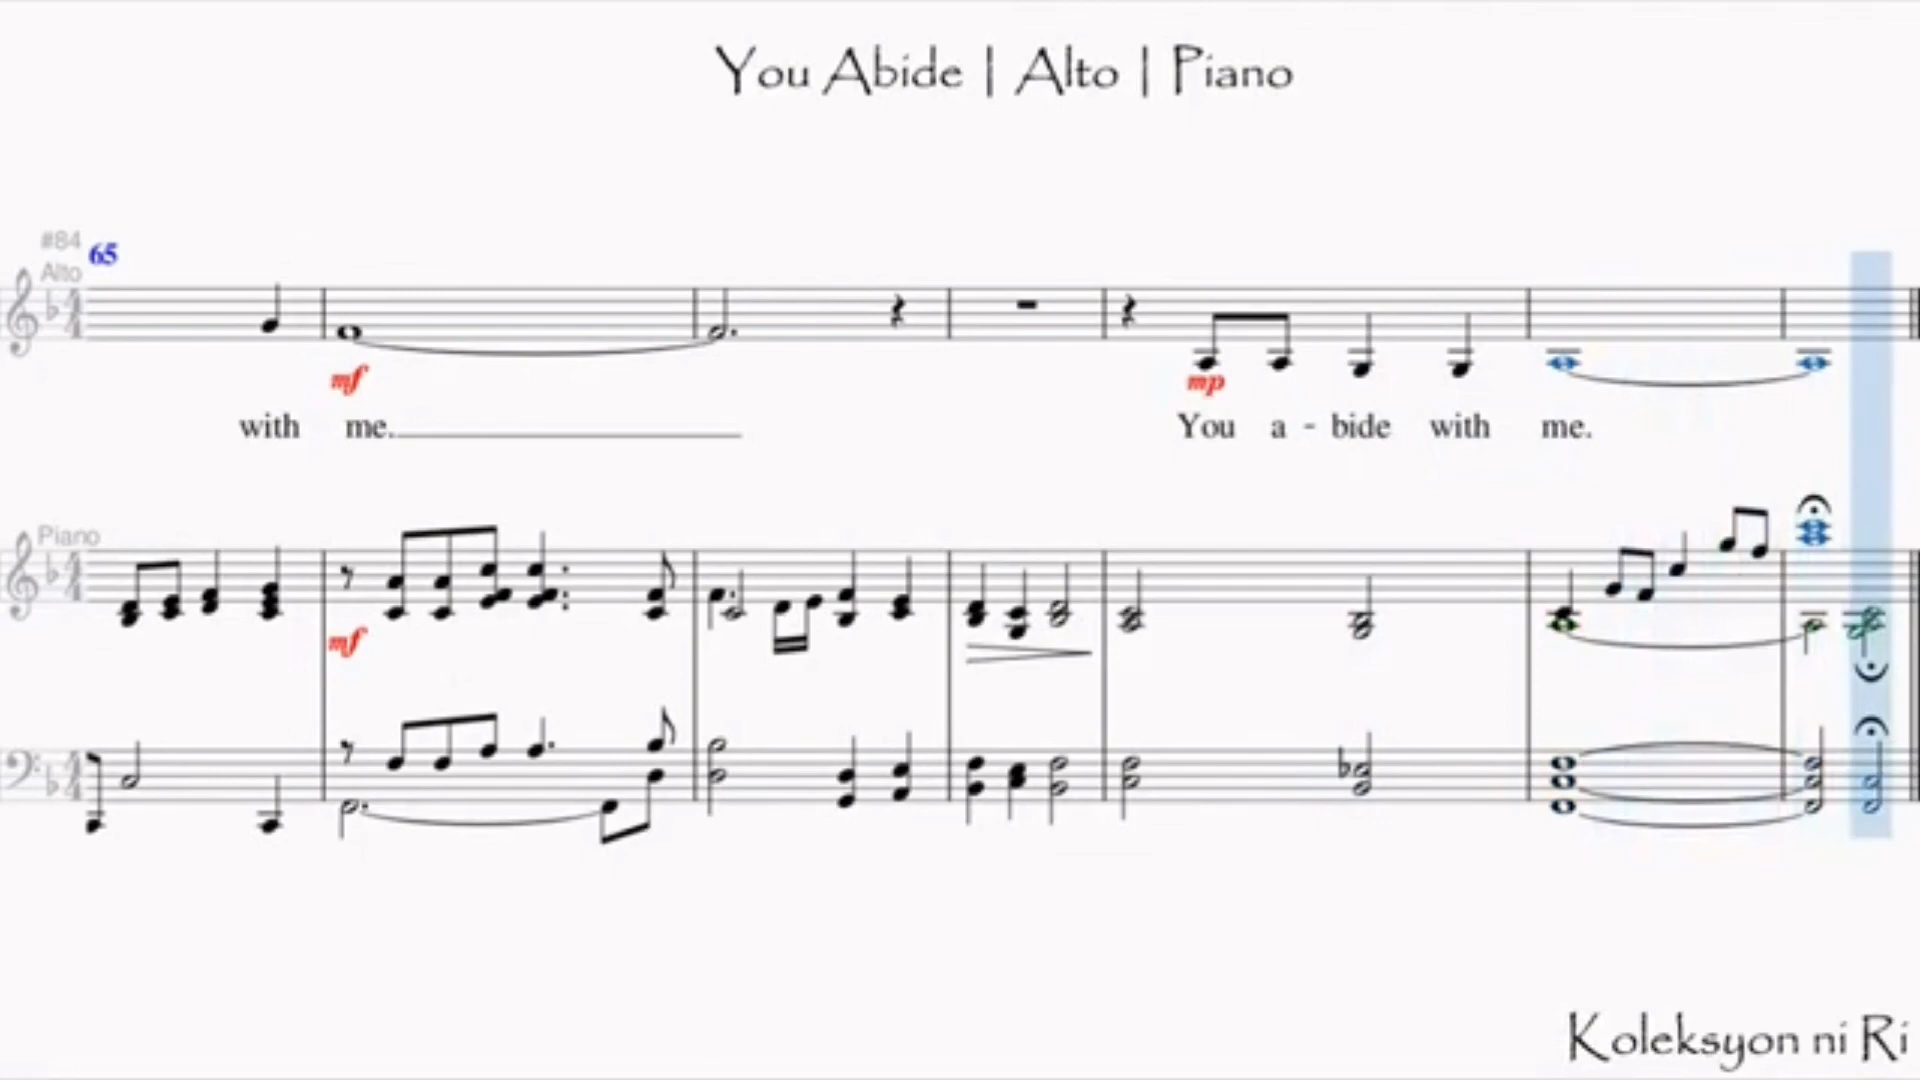 You Abide | Alto | Piano
#84
65
Alto
mf
mp
with me. You a - bide with me.
Piano
mf
Koleksyon ni Ri